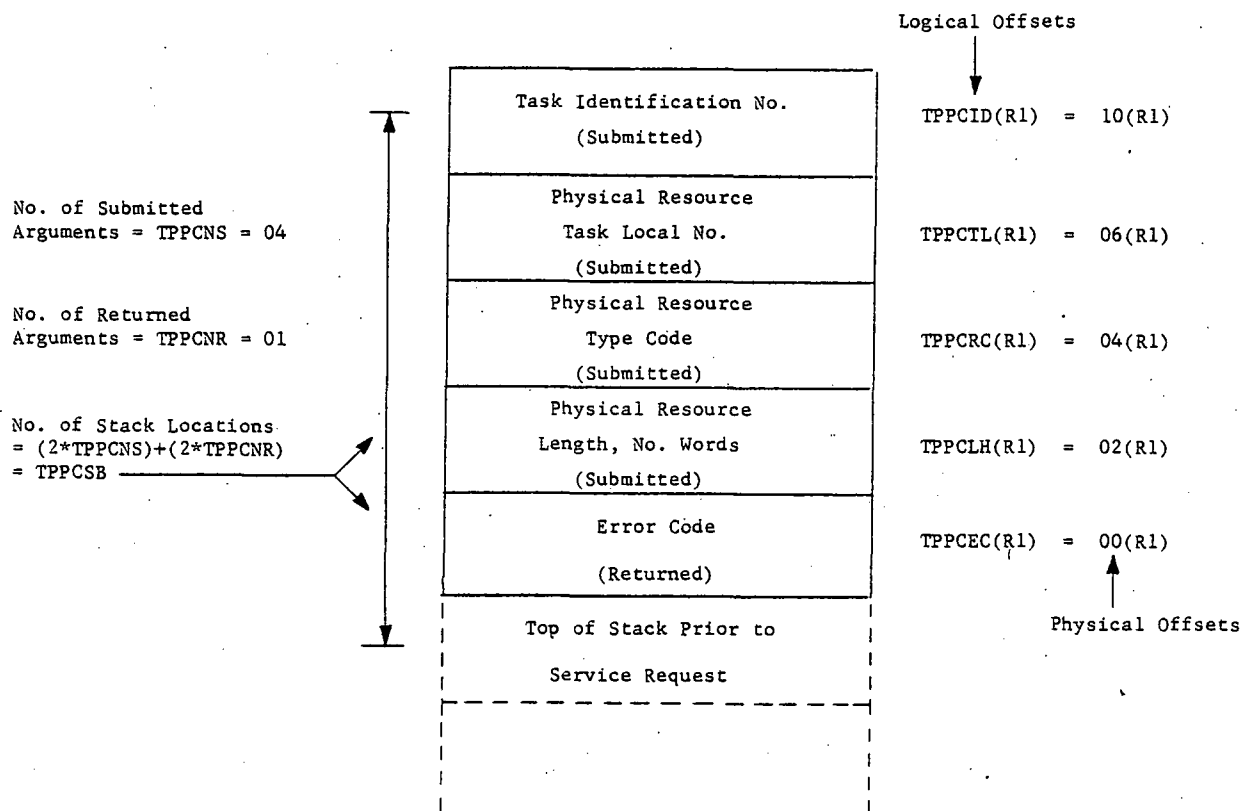 Logical Offsets
Task Identification No.
(Submitted)
TPPCID(R1) = 10(R1)
No. of Submitted
Arguments = TPPCNS = 04
Physical Resource
Task Local No.
(Submitted)
TPPCTL(R1) = 06(R1)
No. of Returned
Arguments = TPPCNR = 01
Physical Resource
Type Code
(Submitted)
TPPCRC(R1) = 04(R1)
No. of Stack Locations
= (2*TPPCNS)+(2*TPPCNR)
= TPPCSB
Physical Resource
Length, No. Words
(Submitted)
TPPCLH(R1) = 02(R1)
Error Code
(Returned)
TPPCEC(R1) = 00(R1)
Physical Offsets
Top of Stack Prior to
Service Request